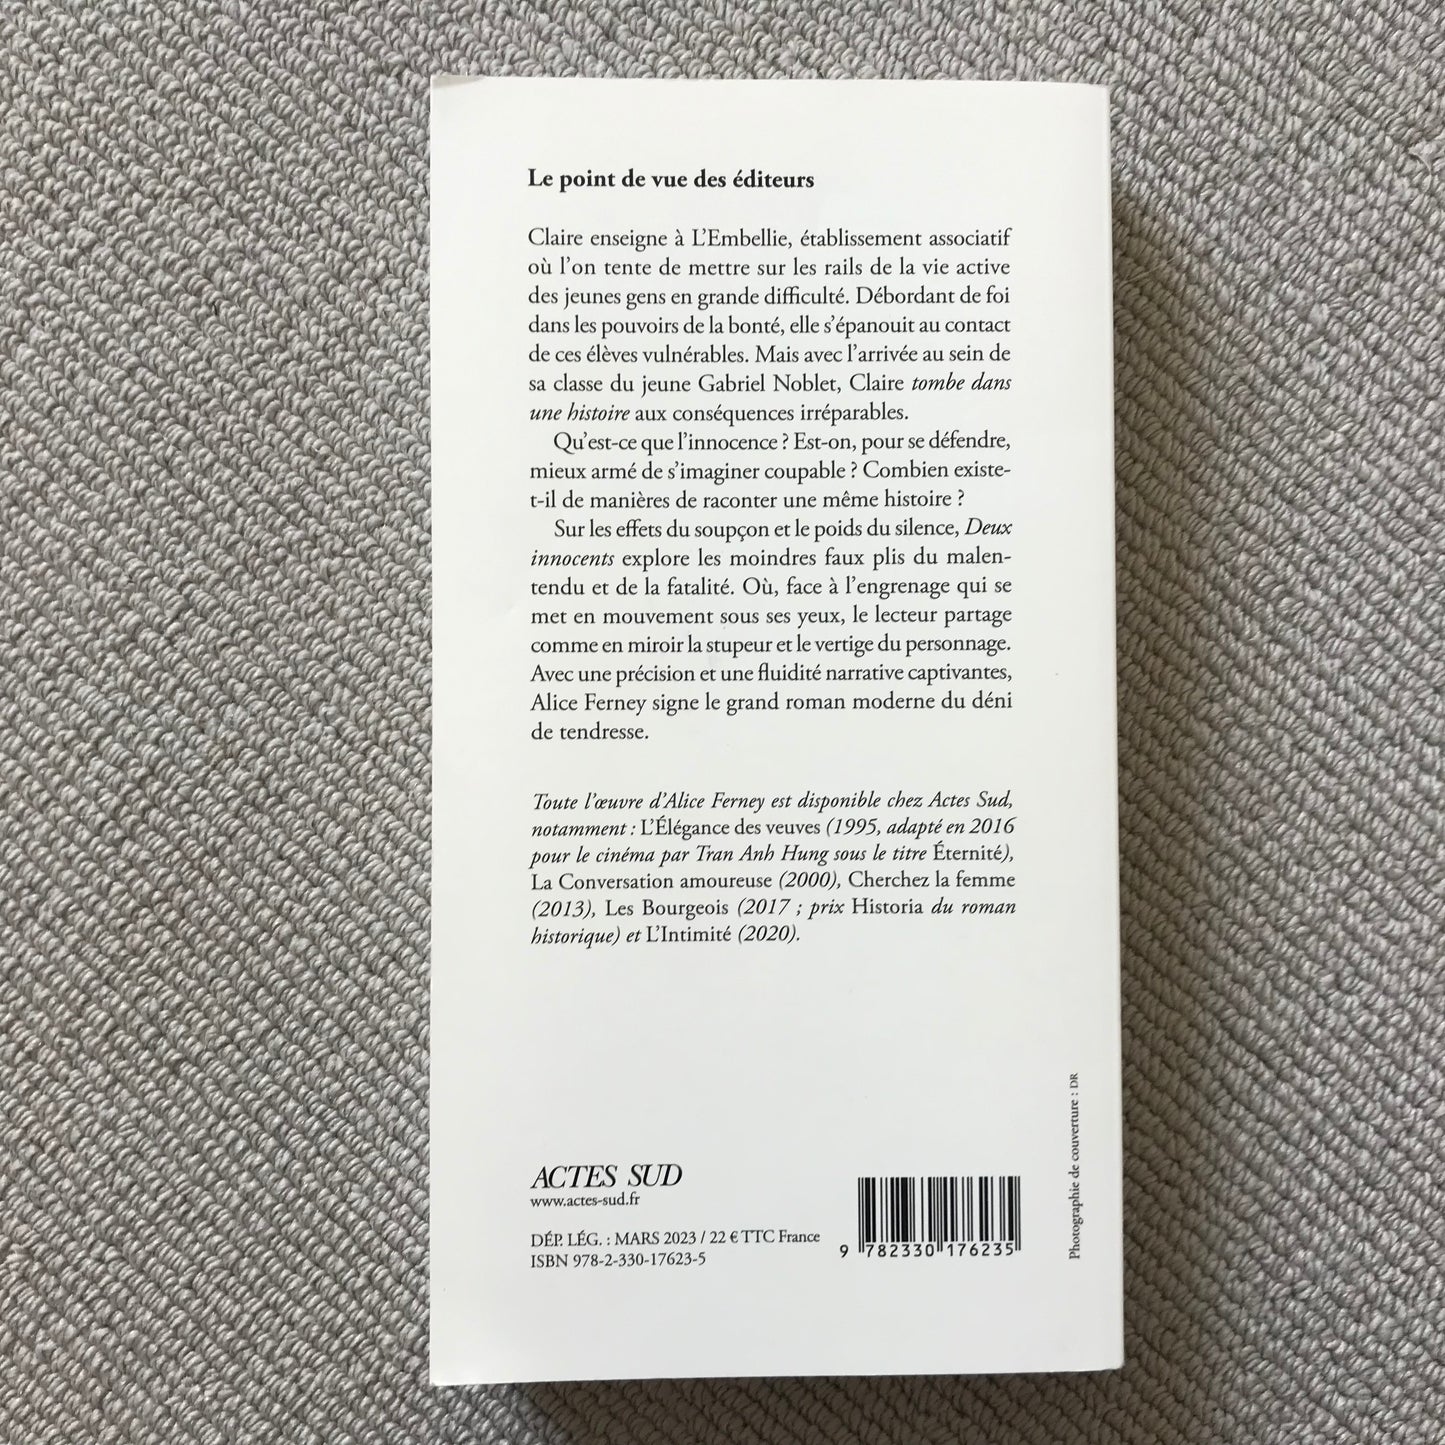 Le point de vue des éditeurs
Claire enseigne à L'Embellie, établissement associatif
où l'on tente de mettre sur les rails de la vie active
des jeunes gens en grande difficulté. Débordant de foi
dans les pouvoirs de la bonté, elle s'épanouit au contact
de ces élèves vulnérables. Mais avec l'arrivée au sein de
sa classe du jeune Gabriel Noblet, Claire tombe dans
une histoire aux conséquences irréparables.
Qu'est-ce que l'innocence ? Est-on, pour se défendre,
mieux armé de s'imaginer coupable ? Combien existe-
t-il de manières de raconter une même histoire ?
Sur les effets du soupçon et le poids du silence, Deux
innocents explore les moindres faux plis du malen-
tendu et de la fatalité. Où, face à l'engrenage qui se
met en mouvement sous ses yeux, le lecteur partage
comme en miroir la stupeur et le vertige du personnage.
Avec une précision et une fluidité narrative captivantes,
Alice Ferney signe le grand roman moderne du déni
de tendresse.
Toute l'œuvre d'Alice Ferney est disponible chez Actes Sud,
notamment : L'Élégance des veuves (1995, adapté en 2016
pour le cinéma par Tran Anh Hung sous le titre Éternité),
La Conversation amoureuse (2000), Cherchez la femme
(2013), Les Bourgeois (2017 ; prix Historia du roman
historique) et L'Intimité (2020).
ACTES SUD
www.actes-sud.fr
DÉP. LÉG. : MARS 2023 / 22 € TTC France
ISBN 978-2-330-17623-5
9 782330 176235
Photographie de couverture : DR